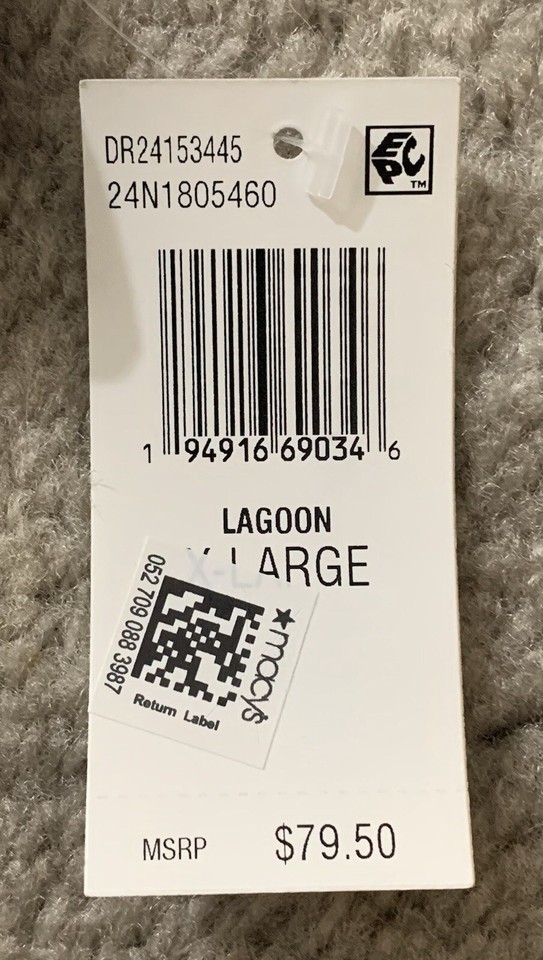 DR24153445
24N1805460
EPC
TM
1 94916 69034 6
LAGOON
X-LARGE
052 709 088 3987
Return Label
★macy's
MSRP $79.50